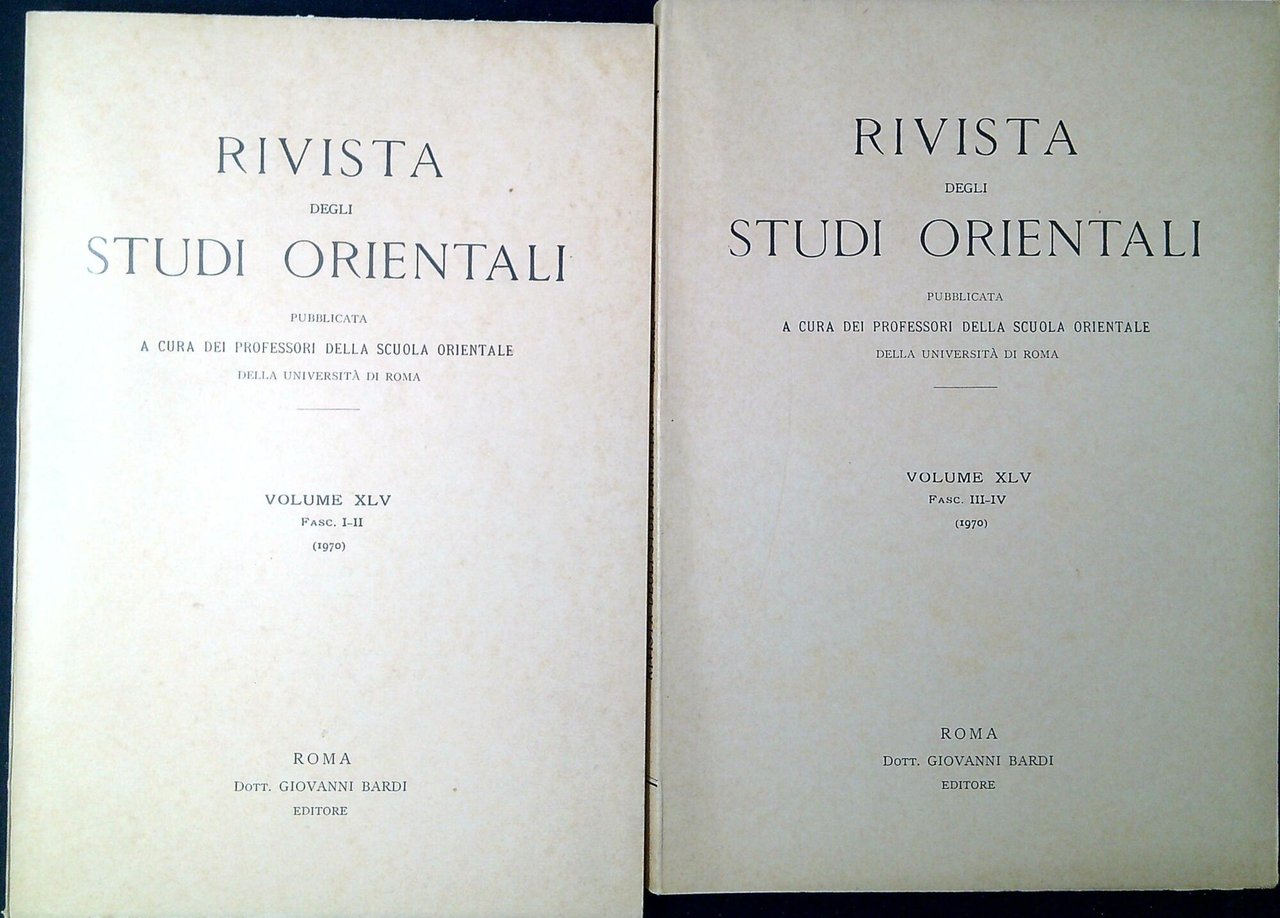 RIVISTA
DEGLI
STUDI ORIENTALI
PUBBLICATA
A CURA DEI PROFESSORI DELLA SCUOLA ORIENTALE
DELLA UNIVERSITÀ DI ROMA
VOLUME XLV
FASC. I-II
(1970)
ROMA
DOTT. GIOVANNI BARDI
EDITORE
RIVISTA
DEGLI
STUDI ORIENTALI
PUBBLICATA
A CURA DEI PROFESSORI DELLA SCUOLA ORIENTALE
DELLA UNIVERSITÀ DI ROMA
VOLUME XLV
FASC. III-IV
(1970)
ROMA
DOTT. GIOVANNI BARDI
EDITORE